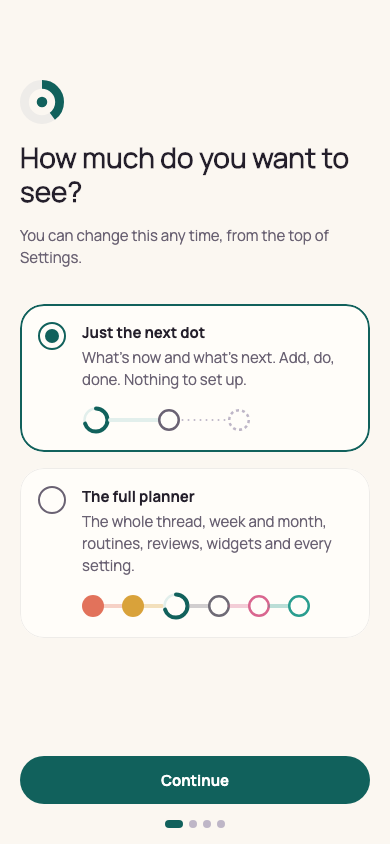 How much do you want to
see?
You can change this any time, from the top of
Settings.
Just the next dot
What's now and what's next. Add, do,
done. Nothing to set up.
The full planner
The whole thread, week and month,
routines, reviews, widgets and every
setting.
Continue